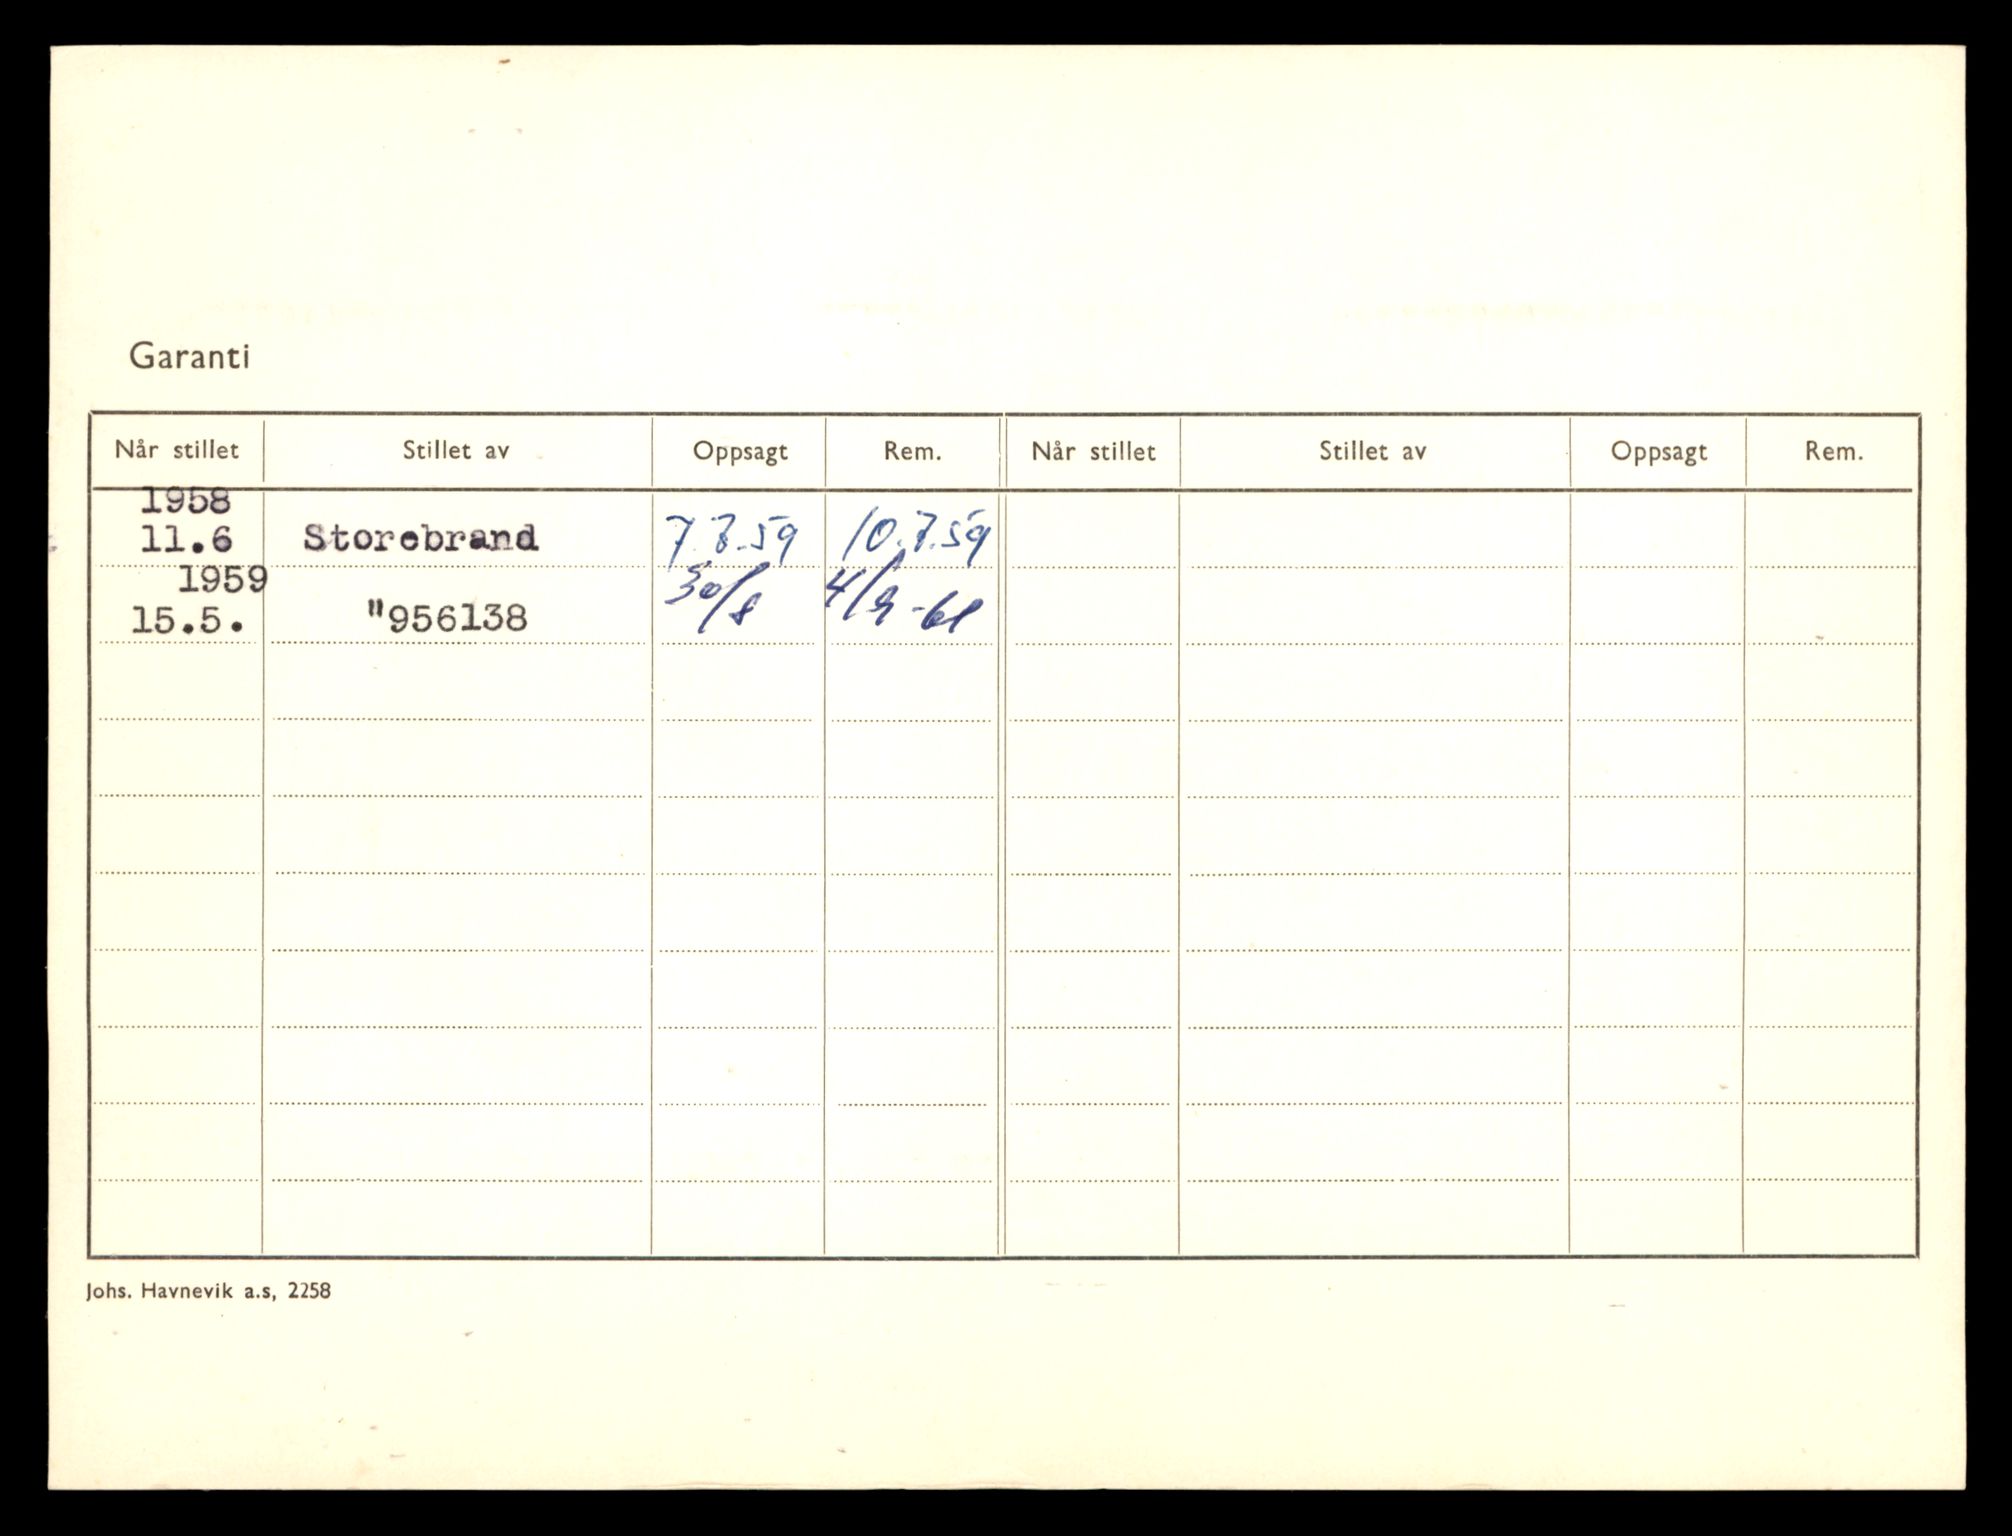 Garanti
Når stillet Stillet av Oppsagt Rem. Når stillet Stillet av Oppsagt Rem.
1958
11.6 Storebrand 7.7.59 10.7.59
1959
15.5. "956138 30/8 4/9-61
Johs. Havnevik a.s, 2258